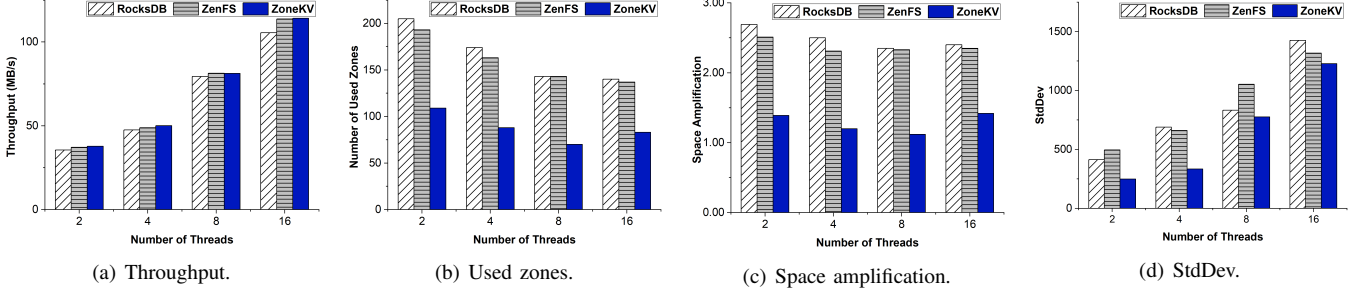 RocksDB ZenFS ZoneKV
Throughput (MB/s)
100
50
0
2 4 8 16
Number of Threads
(a) Throughput.
RocksDB ZenFS ZoneKV
Number of Used Zones
200
150
100
50
0
2 4 8 16
Number of Threads
(b) Used zones.
RocksDB ZenFS ZoneKV
Space Amplification
3.00
2.00
1.00
0.00
2 4 8 16
Number of Threads
(c) Space amplification.
RocksDB ZenFS ZoneKV
StdDev
1500
1000
500
0
2 4 8 16
Number of Threads
(d) StdDev.